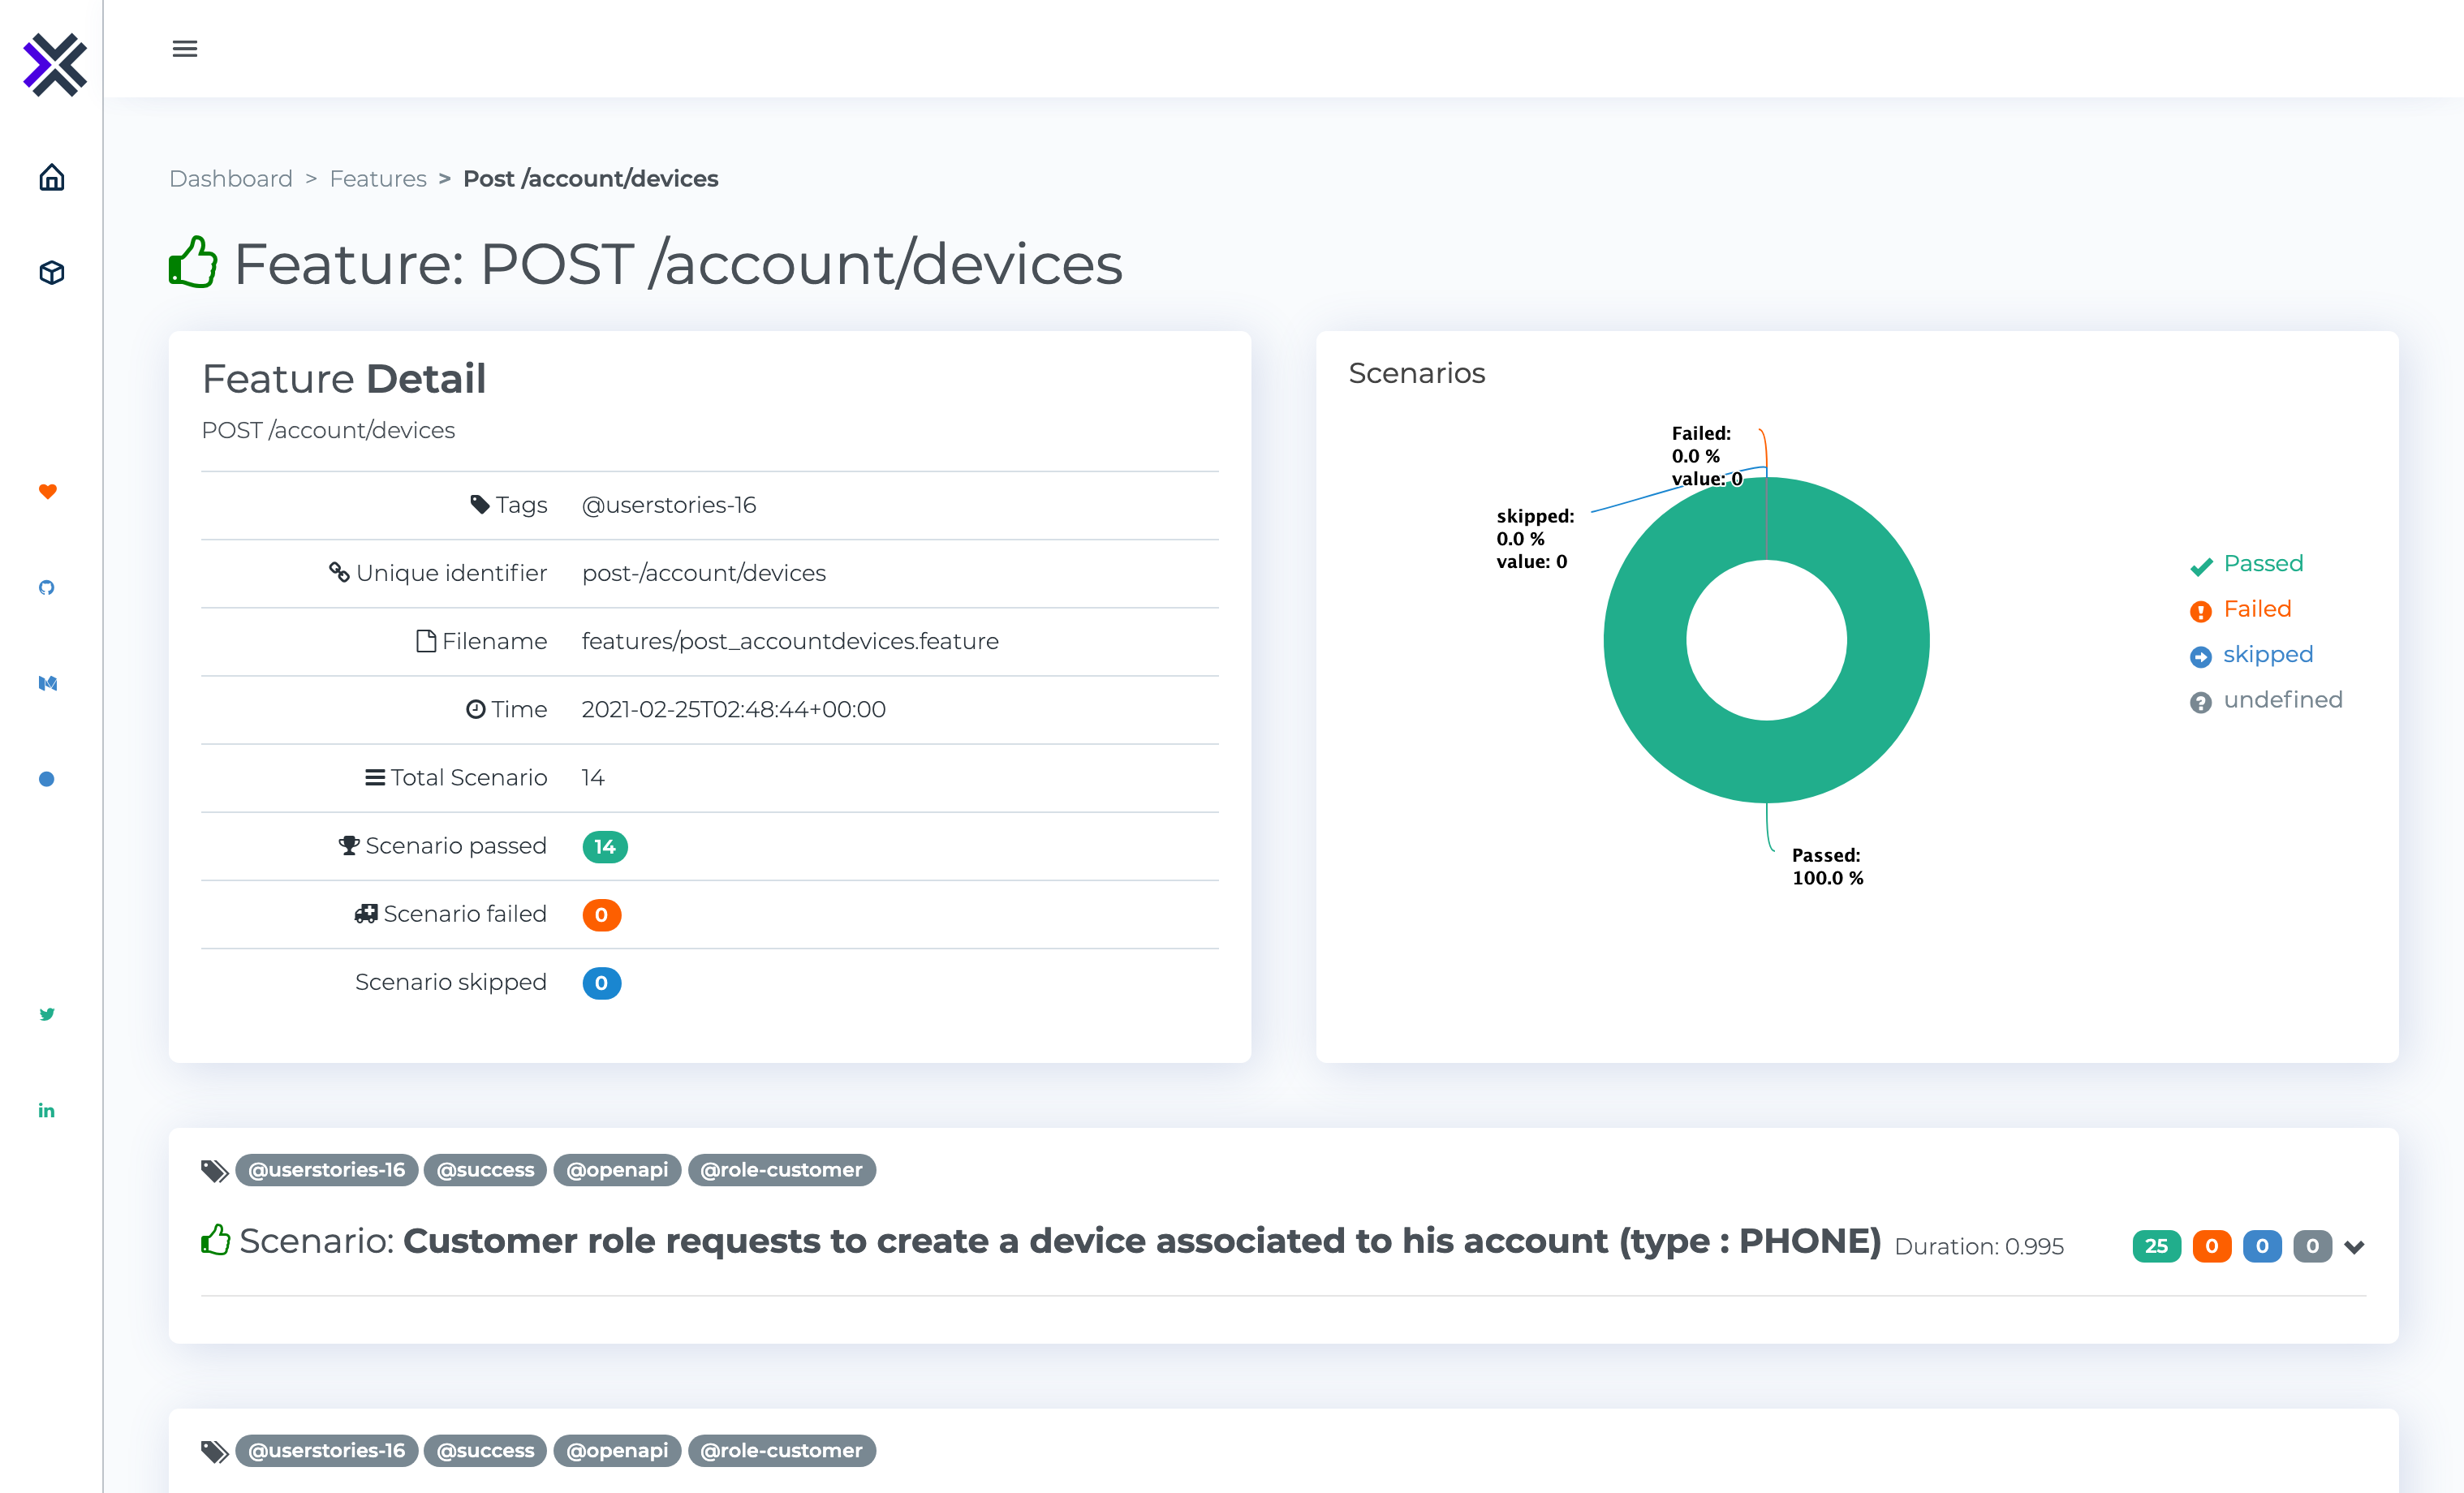 Dashboard > Features > Post /account/devices
Feature: POST /account/devices
Feature Detail
POST /account/devices
Tags @userstories-16
Unique identifier post-/account/devices
Filename features/post_accountdevices.feature
Time 2021-02-25T02:48:44+00:00
Total Scenario 14
Scenario passed 14
Scenario failed 0
Scenario skipped 0
Scenarios
Failed:
0.0 %
value: 0
skipped:
0.0 %
value: 0
Passed:
100.0 %
Passed
Failed
skipped
undefined
@userstories-16 @success @openapi @role-customer
Scenario: Customer role requests to create a device associated to his account (type : PHONE) Duration: 0.995 25 0 0 0
@userstories-16 @success @openapi @role-customer